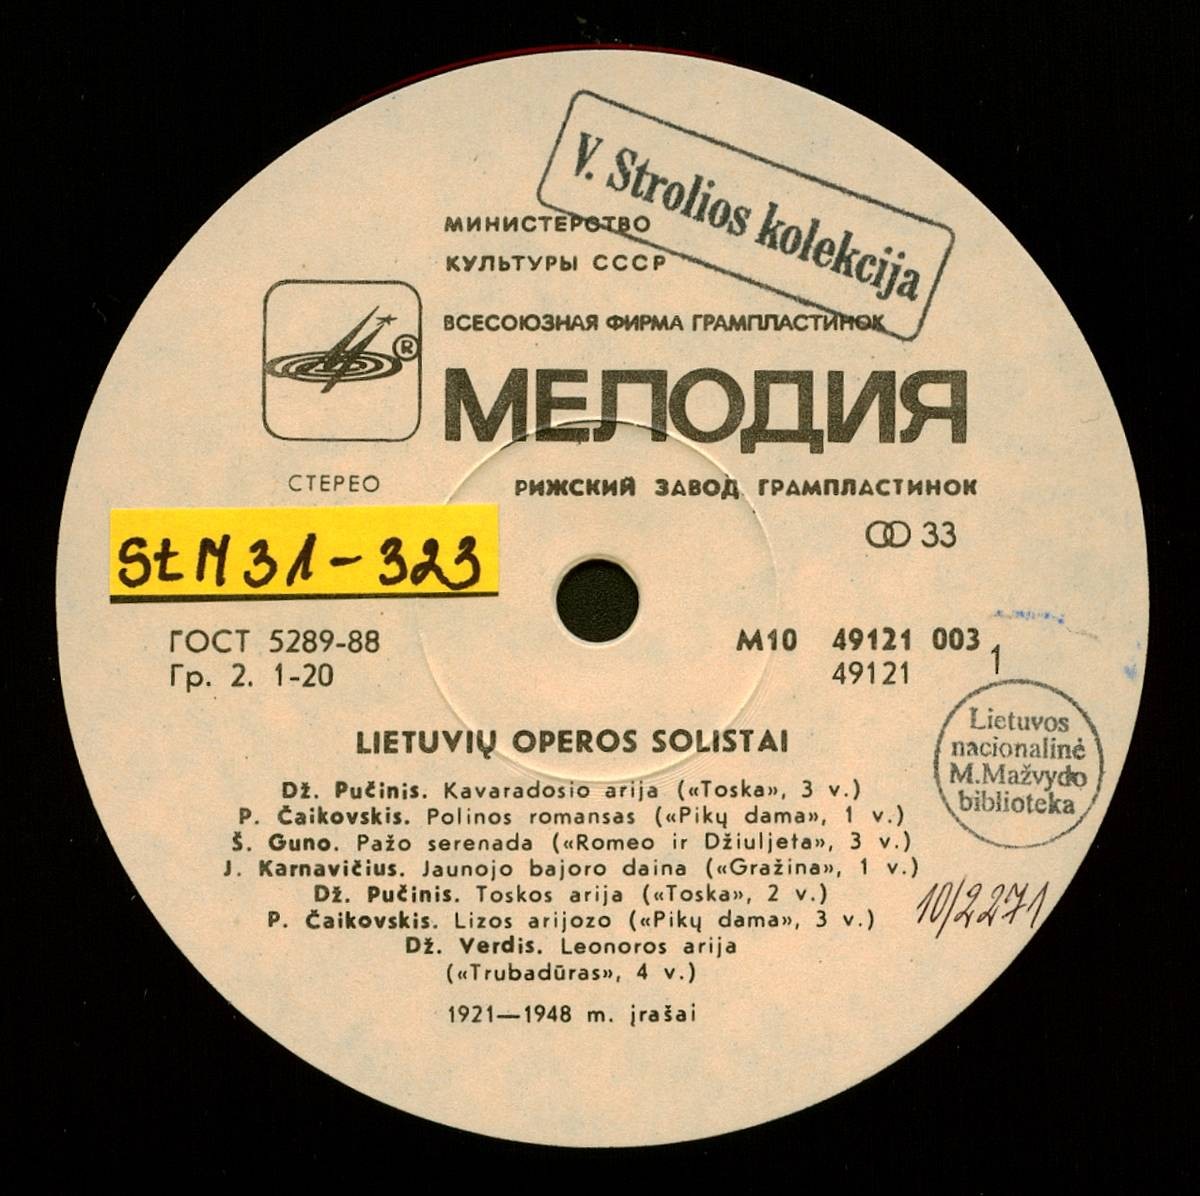 V. Strolios kolekcija
МИНИСТЕРСТВО
КУЛЬТУРЫ СССР
ВСЕСОЮЗНАЯ ФИРМА ГРАМПЛАСТИНОК
®
МЕЛОДИЯ
СТЕРЕО
РИЖСКИЙ ЗАВОД ГРАМПЛАСТИНОК
33
StM31-323
ГОСТ 5289-88
Гр. 2. 1-20
М10 49121 003
49121
1
Lietuvos
nacionalinė
M.Mažvydo
biblioteka
10/2271
LIETUVIŲ OPEROS SOLISTAI
Dž. Pučinis. Kavaradosio arija («Toska», 3 v.)
P. Čaikovskis. Polinos romansas («Pikų dama», 1 v.)
Š. Guno. Pažo serenada («Romeo ir Džiuljeta», 3 v.)
J. Karnavičius. Jaunojo bajoro daina («Gražina», 1 v.)
Dž. Pučinis. Toskos arija («Toska», 2 v.)
P. Čaikovskis. Lizos arijozo («Pikų dama», 3 v.)
Dž. Verdis. Leonoros arija
(«Trubadūras», 4 v.)
1921—1948 m. įrašai